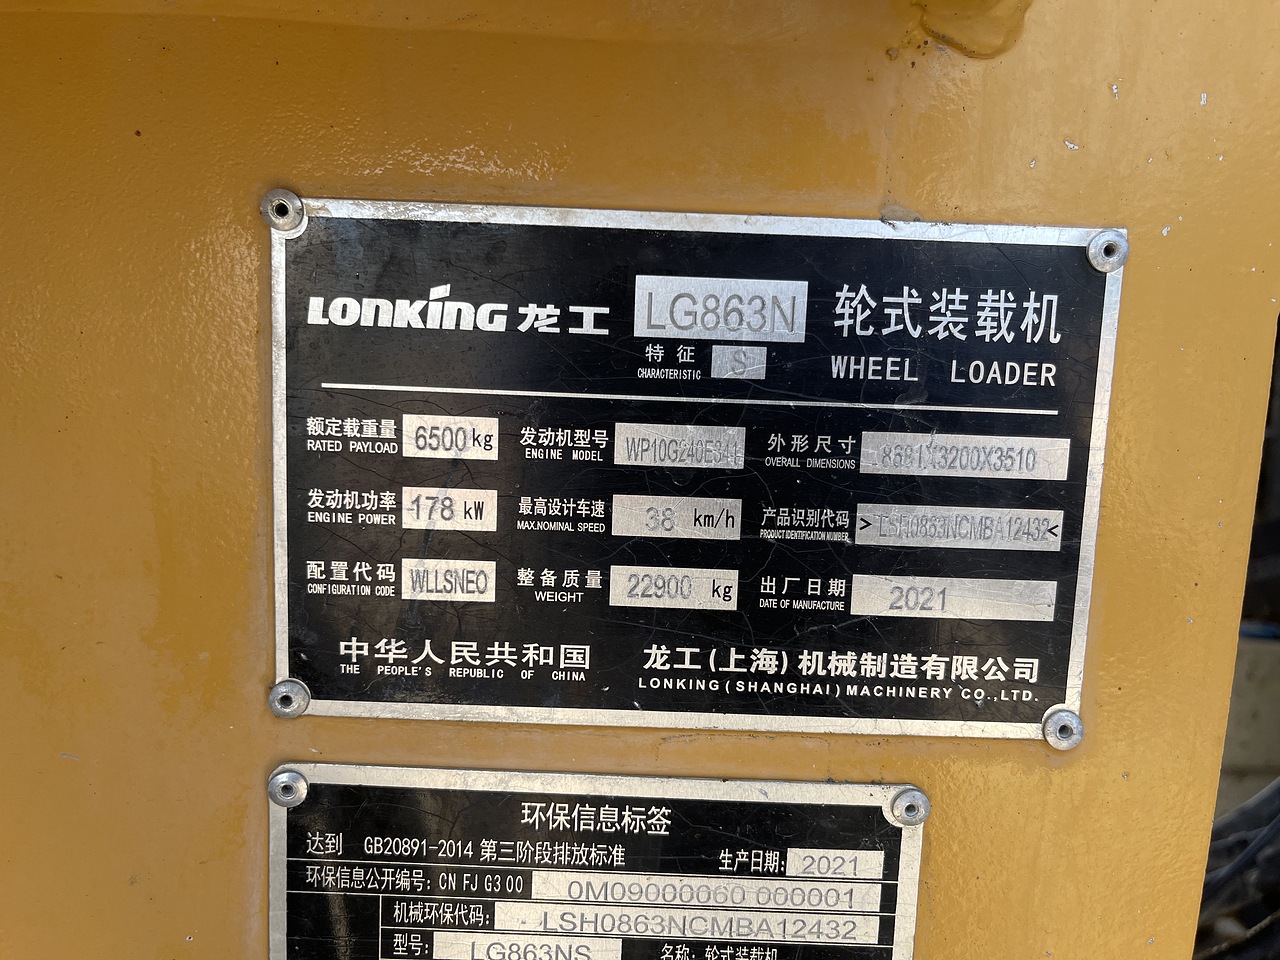 LONKING 龙工 LG863N 轮式装载机
特征 S
CHARACTERISTIC
WHEEL LOADER
额定载重量 6500 kg 发动机型号 外形尺寸 8681X3200X3510
RATED PAYLOAD ENGINE MODEL OVERALL DIMENSIONS
发动机功率 178 kW 最高设计车速 38 km/h 产品识别代码 >LSH0863NCMBA12432<
ENGINE POWER MAX.NOMINAL SPEED PRODUCT IDENTIFICATION NUMBER
配置代码 WLLSNEO 整备质量 22900 kg 出厂日期 2021
CONFIGURATION CODE WEIGHT DATE OF MANUFACTURE
中华人民共和国 龙工(上海)机械制造有限公司
THE PEOPLE'S REPUBLIC OF CHINA LONKING(SHANGHAI)MACHINERY CO.,LTD.
环保信息标签
达到 GB20891-2014 第三阶段排放标准 生产日期: 2021
环保信息公开编号: CN FJ G3 00 0M09000060 000001
机械环保代码: LSH0863NCMBA12432
型号: LG863NS 名称: 轮式装载机